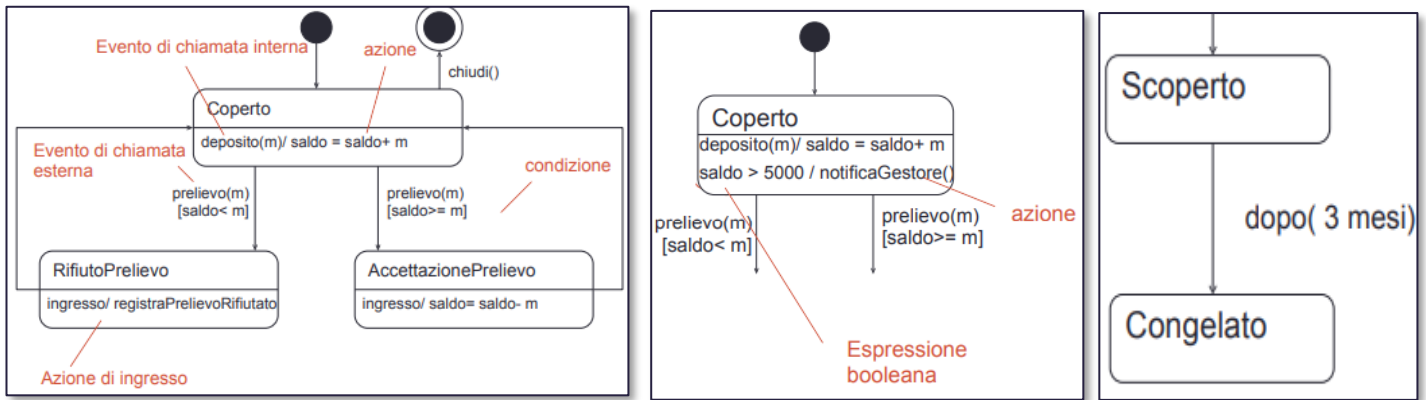 Evento di chiamata interna
azione
chiudi()
Coperto
deposito(m)/ saldo = saldo+ m
Evento di chiamata
esterna
condizione
prelievo(m)
[saldo< m]
prelievo(m)
[saldo>= m]
RifiutoPrelievo
ingresso/ registraPrelievoRifiutato
AccettazionePrelievo
ingresso/ saldo= saldo- m
Azione di ingresso
Coperto
deposito(m)/ saldo = saldo+ m
saldo > 5000 / notificaGestore()
azione
prelievo(m)
[saldo< m]
prelievo(m)
[saldo>= m]
Espressione
booleana
Scoperto
dopo( 3 mesi)
Congelato